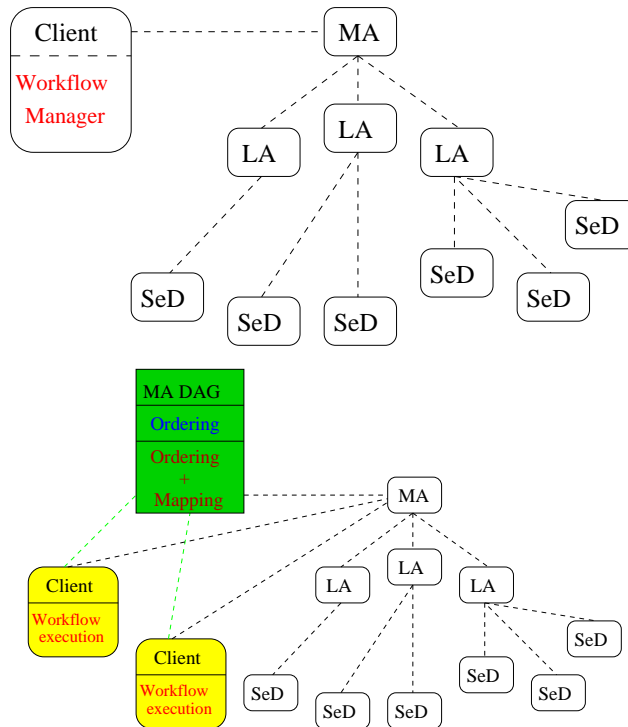 Client
MA
Workflow
Manager
LA
LA
LA
SeD
SeD
SeD
SeD
SeD
SeD
MA DAG
Ordering
Ordering
+
Mapping
MA
LA
LA
LA
Client
Workflow
execution
Client
Workflow
execution
SeD
SeD
SeD
SeD
SeD
SeD